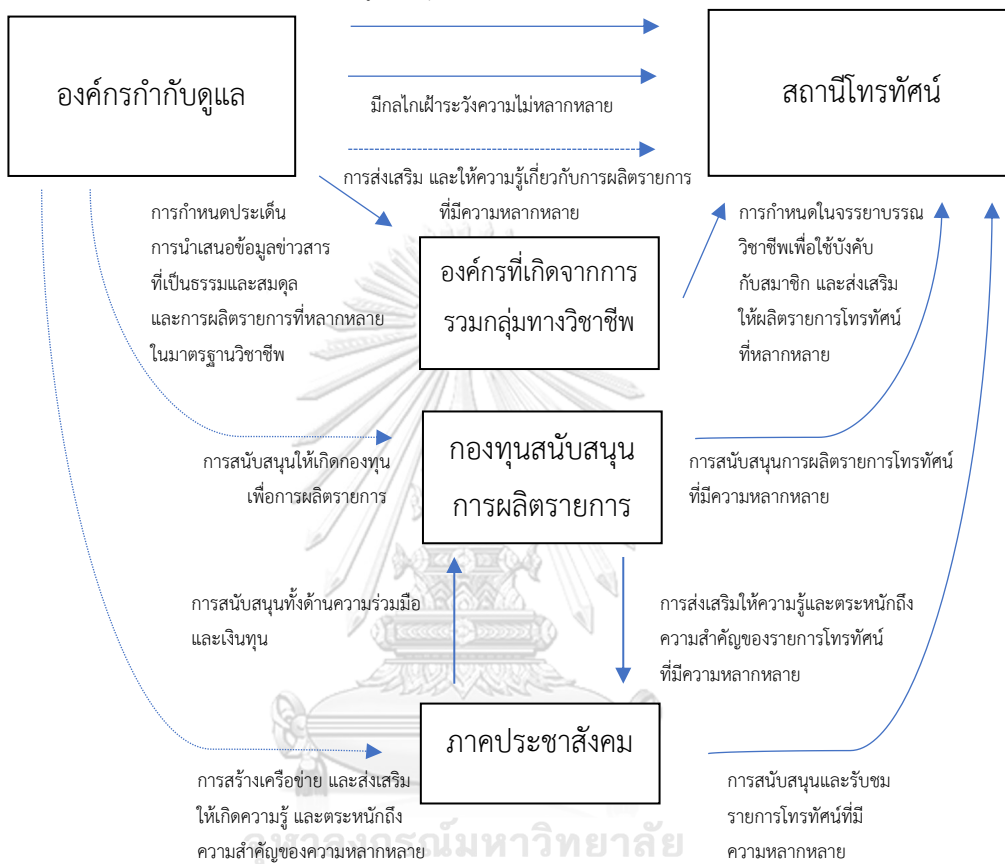 องค์กรกำกับดูแล
สถานีโทรทัศน์
มีกลไกเฝ้าระวังความไม่หลากหลาย
การส่งเสริม และให้ความรู้เกี่ยวกับการผลิตรายการ
ที่มีความหลากหลาย
การกำหนดประเด็น
การนำเสนอข้อมูลข่าวสาร
ที่เป็นธรรมและสมดุล
และการผลิตรายการที่หลากหลาย
ในมาตรฐานวิชาชีพ
องค์กรที่เกิดจากการ
รวมกลุ่มทางวิชาชีพ
การกำหนดในจรรยาบรรณ
วิชาชีพเพื่อใช้บังคับ
กับสมาชิก และส่งเสริม
ให้ผลิตรายการโทรทัศน์
ที่หลากหลาย
กองทุนสนับสนุน
การผลิตรายการ
การสนับสนุนให้เกิดกองทุน
เพื่อการผลิตรายการ
การสนับสนุนการผลิตรายการโทรทัศน์
ที่มีความหลากหลาย
การสนับสนุนทั้งด้านความร่วมมือ
และเงินทุน
การส่งเสริมให้ความรู้และตระหนักถึง
ความสำคัญของรายการโทรทัศน์
ที่มีความหลากหลาย
ภาคประชาสังคม
การสร้างเครือข่าย และส่งเสริม
ให้เกิดความรู้ และตระหนักถึง
ความสำคัญของความหลากหลาย
การสนับสนุนและรับชม
รายการโทรทัศน์ที่มี
ความหลากหลาย
จุฬาลงกรณ์มหาวิทยาลัย